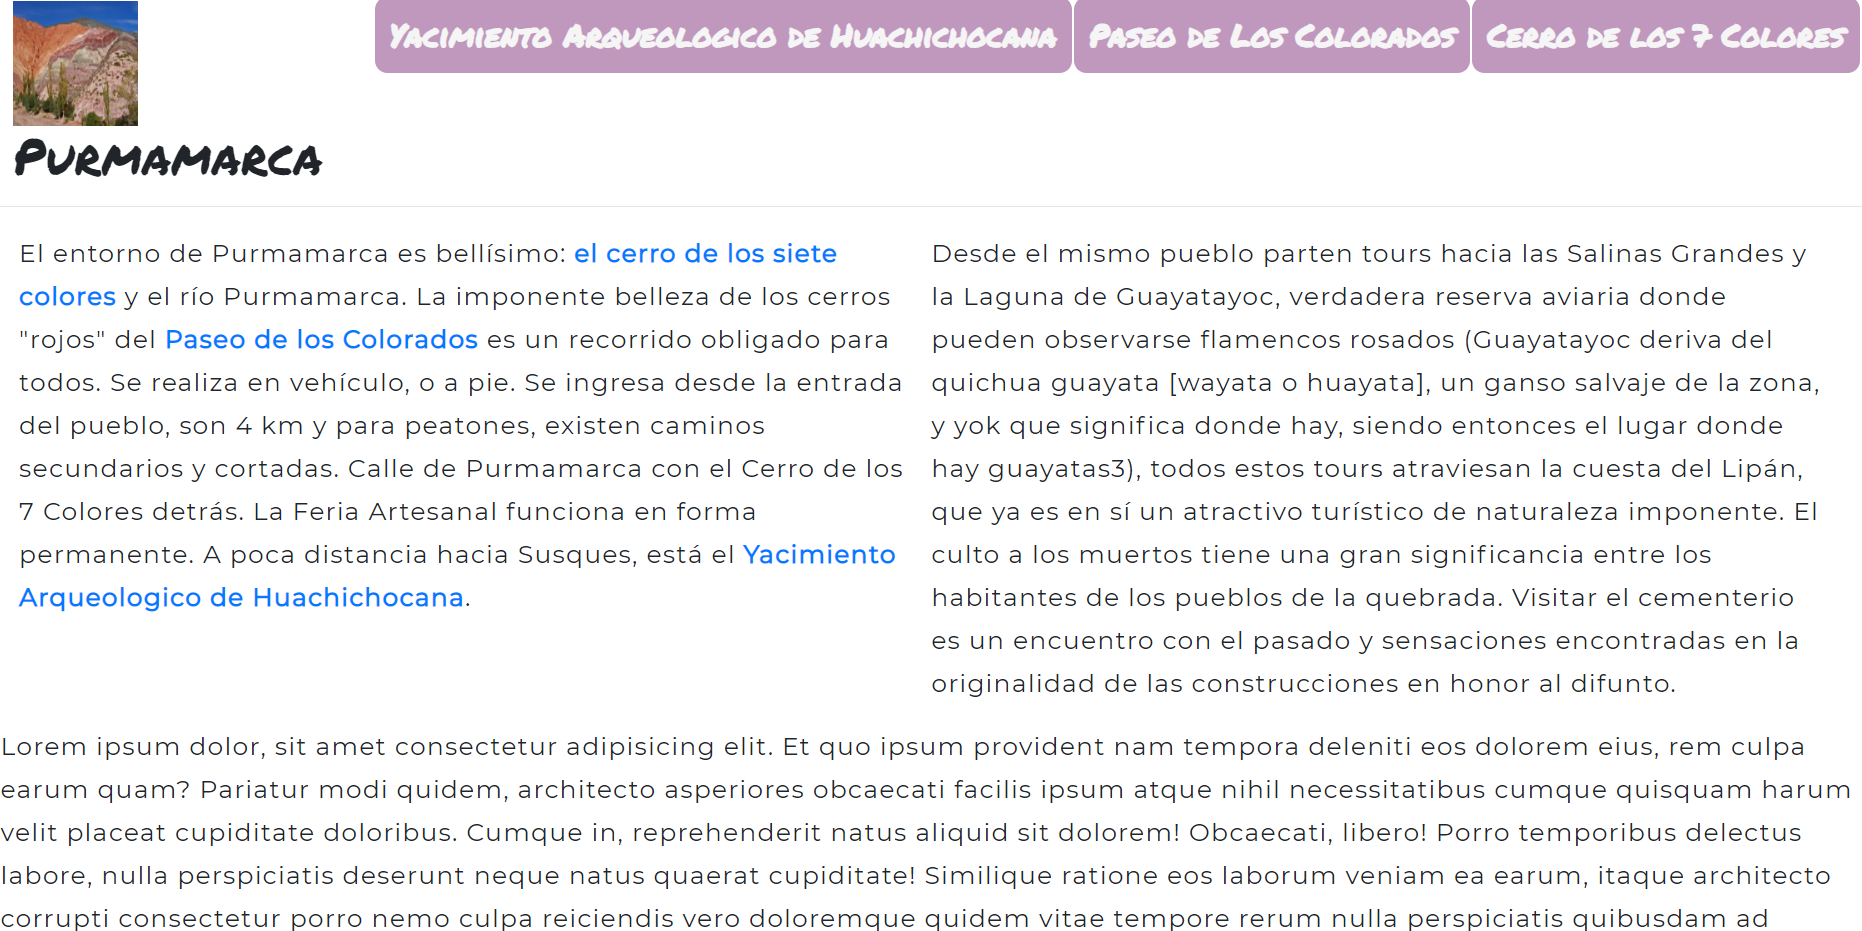 Yacimiento Arqueologico de Huachichocana
Paseo de Los Colorados
Cerro de los 7 Colores
Purmamarca
El entorno de Purmamarca es bellísimo: el cerro de los siete
colores y el río Purmamarca. La imponente belleza de los cerros
"rojos" del Paseo de los Colorados es un recorrido obligado para
todos. Se realiza en vehículo, o a pie. Se ingresa desde la entrada
del pueblo, son 4 km y para peatones, existen caminos
secundarios y cortadas. Calle de Purmamarca con el Cerro de los
7 Colores detrás. La Feria Artesanal funciona en forma
permanente. A poca distancia hacia Susques, está el Yacimiento
Arqueologico de Huachichocana.
Desde el mismo pueblo parten tours hacia las Salinas Grandes y
la Laguna de Guayatayoc, verdadera reserva aviaria donde
pueden observarse flamencos rosados (Guayatayoc deriva del
quichua guayata [wayata o huayata], un ganso salvaje de la zona,
y yok que significa donde hay, siendo entonces el lugar donde
hay guayatas3), todos estos tours atraviesan la cuesta del Lipán,
que ya es en sí un atractivo turístico de naturaleza imponente. El
culto a los muertos tiene una gran significancia entre los
habitantes de los pueblos de la quebrada. Visitar el cementerio
es un encuentro con el pasado y sensaciones encontradas en la
originalidad de las construcciones en honor al difunto.
Lorem ipsum dolor, sit amet consectetur adipisicing elit. Et quo ipsum provident nam tempora deleniti eos dolorem eius, rem culpa
earum quam? Pariatur modi quidem, architecto asperiores obcaecati facilis ipsum atque nihil necessitatibus cumque quisquam harum
velit placeat cupiditate doloribus. Cumque in, reprehenderit natus aliquid sit dolorem! Obcaecati, libero! Porro temporibus delectus
labore, nulla perspiciatis deserunt neque natus quaerat cupiditate! Similique ratione eos laborum veniam ea earum, itaque architecto
corrupti consectetur porro nemo culpa reiciendis vero doloremque quidem vitae tempore rerum nulla perspiciatis quibusdam ad